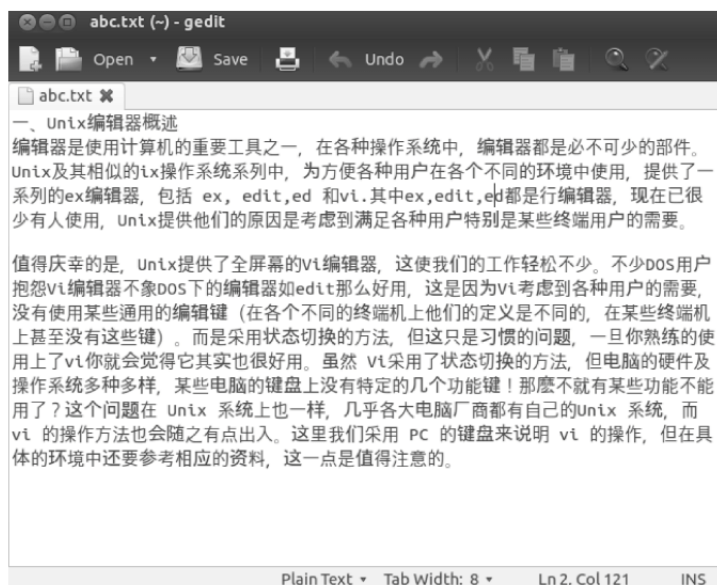 abc.txt (~) - gedit
Open Save Undo
abc.txt
一、Unix编辑器概述
编辑器是使用计算机的重要工具之一，在各种操作系统中，编辑器都是必不可少的部件。
Unix及其相似的ix操作系统系列中，为方便各种用户在各个不同的环境中使用，提供了一
系列的ex编辑器，包括 ex, edit,ed 和vi.其中ex,edit,ed都是行编辑器，现在已很
少有人使用，Unix提供他们的原因是考虑到满足各种用户特别是某些终端用户的需要。
值得庆幸的是，Unix提供了全屏幕的Vi编辑器，这使我们的工作轻松不少。不少DOS用户
抱怨Vi编辑器不象DOS下的编辑器如edit那么好用，这是因为Vi考虑到各种用户的需要，
没有使用某些通用的编辑键（在各个不同的终端机上他们的定义是不同的，在某些终端机
上甚至没有这些键）。而是采用状态切换的方法，但这只是习惯的问题，一旦你熟练的使
用上了vi你就会觉得它其实也很好用。虽然 Vi采用了状态切换的方法，但电脑的硬件及
操作系统多种多样，某些电脑的键盘上没有特定的几个功能键！那麽不就有某些功能不能
用了？这个问题在 Unix 系统上也一样，几乎各大电脑厂商都有自己的Unix 系统，而
vi 的操作方法也会随之有点出入。这里我们采用 PC 的键盘来说明 vi 的操作，但在具
体的环境中还要参考相应的资料，这一点是值得注意的。
Plain Text Tab Width: 8 Ln 2, Col 121 INS